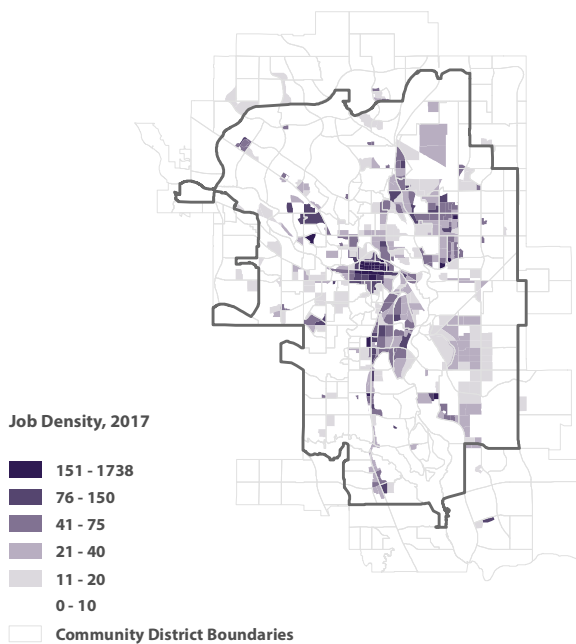 Job Density, 2017
151 - 1738
76 - 150
41 - 75
21 - 40
11 - 20
0 - 10
Community District Boundaries